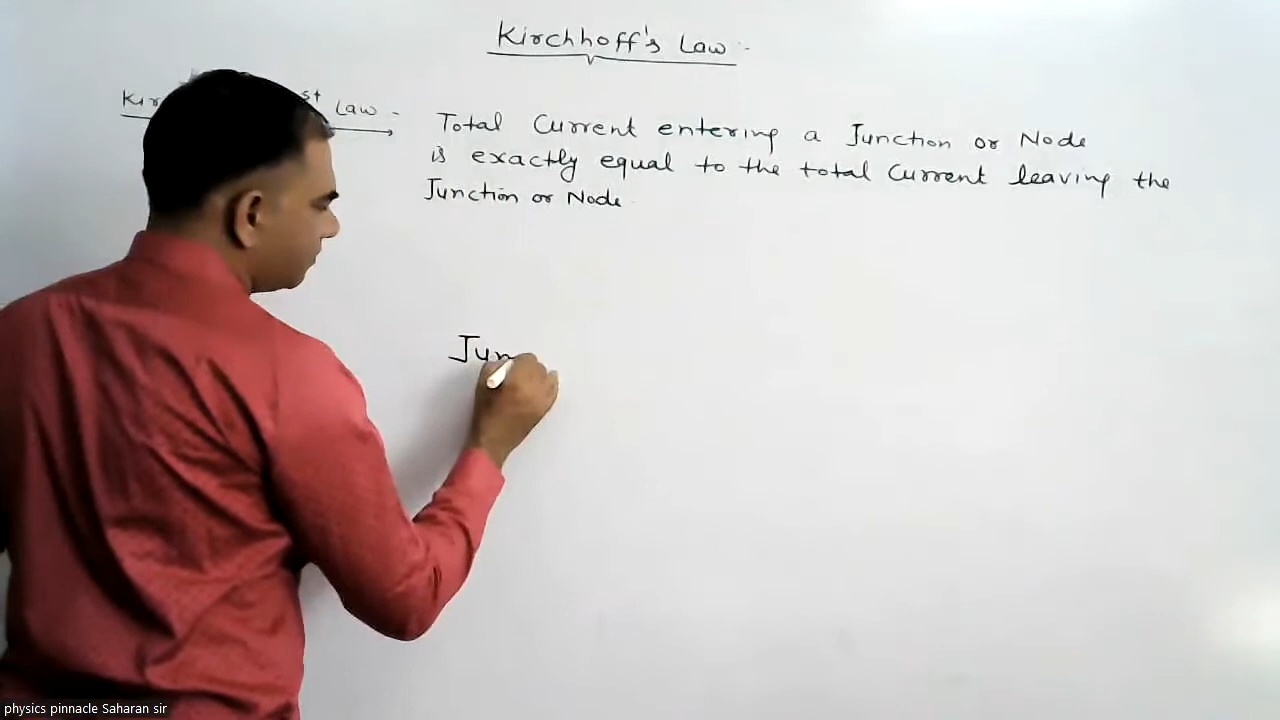 Kirchhoff's Law :-
st Law -
Total Current entering a Junction or Node
is exactly equal to the total Current leaving the
Junction or Node.
Jun
physics pinnacle Saharan sir